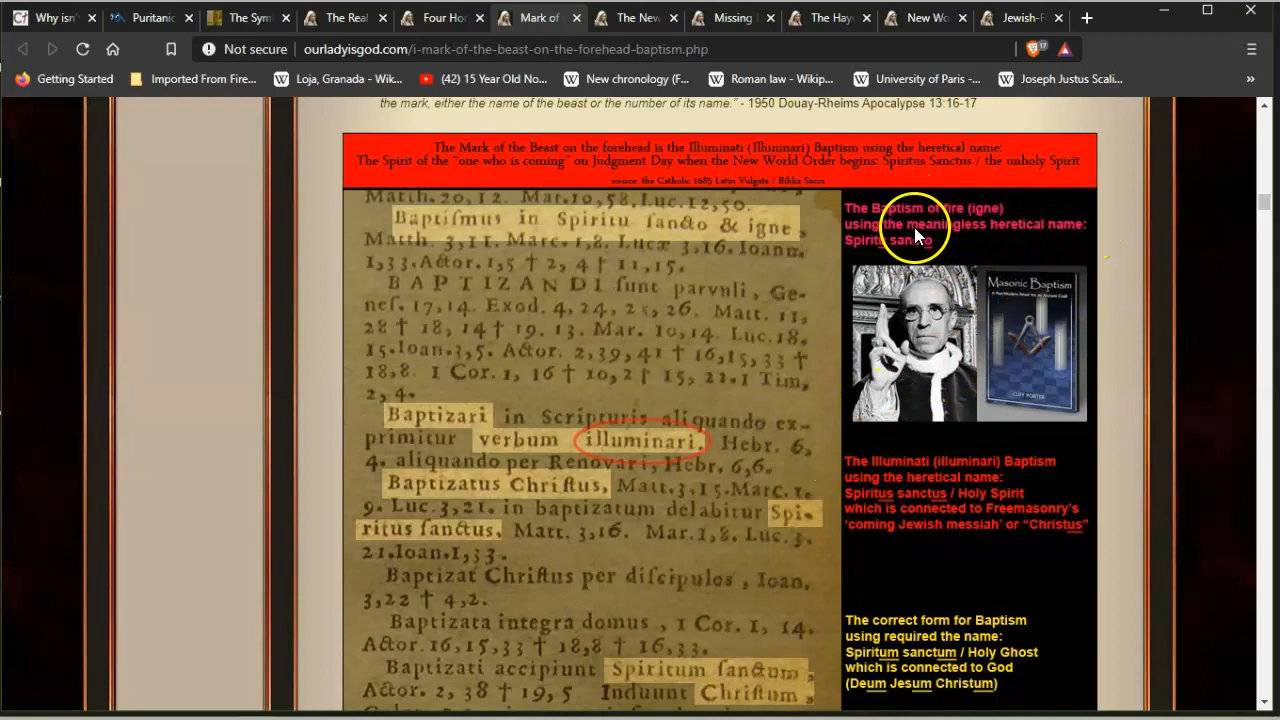 Why isn'
Puritanic
The Sym
The Real
Four Ho
Mark of
The New
Missing
The Hay
New Wo
Jewish-F
Not secure
ourladyisgod.com/i-mark-of-the-beast-on-the-forehead-baptism.php
17
Getting Started
Imported From Fire...
Loja, Granada - Wik...
(42) 15 Year Old No...
New chronology (F...
Roman law - Wikip...
University of Paris -...
Joseph Justus Scali...
»
the mark, either the name of the beast or the number of its name." - 1950 Douay-Rheims Apocalypse 13:16-17
The Mark of the Beast on the forehead is the Illuminati (Illuninari) Baptism using the heretical name:
The Spirit of the "one who is coming" on Judgment Day when the New World Order begins: Spiritus Sanctus / the unholy Spirit
source: the Catholic 1685 Latin Vulgate / Biblia Sacra
Matth. 20, 12. Mar. 10, 58. Luc. 12, 50.
Baptiſmus in Spiritu ſancto & igne,
Matth. 3, 11. Marc. 1, 8. Lucæ 3, 16. Ioann.
1, 33. Actor. 1, 5 † 2, 4 † 11, 15.
BAPTIZANDI ſunt parvuli, Ge-
neſ. 17, 14. Exod. 4, 24, 25, 26. Matt. 11,
28 † 18, 14 † 19. 13. Mar. 10, 14. Luc. 18.
15. Ioan. 3, 5. Actor. 2, 39, 41 † 16, 15, 33 †
18, 8. 1 Cor. 1, 16 † 10, 2 † 15, 22. 1 Tim,
2, 4.
Baptizari in Scripturis aliquando ex-
primitur verbum illuminari. Hebr. 6,
4. aliquando per Renovari, Hebr. 6, 6.
Baptizatus Chriſtus, Matt. 3, 15. Marc. 1.
9. Luc. 3, 21. in baptizatum delabitur Spi-
ritus ſanctus, Matt. 3, 16. Mar. 1, 8. Luc. 3.
21. Ioan. 1, 33.
Baptizat Chriſtus per diſcipulos, Ioan.
3, 22 † 4, 2.
Baptizata integra domus, 1 Cor. 1, 14.
Actor. 16, 15, 33 † 18, 8 † 16, 33.
Baptizati accipiunt Spiritum ſanctum,
Actor. 2, 38 † 19, 5 Induunt Chriſtum,
The Baptism of fire (igne)
using the meaningless heretical name:
Spiritu sancto
Masonic Baptism
CLIFF PORTER
The Illuminati (illuminari) Baptism
using the heretical name:
Spiritus sanctus / Holy Spirit
which is connected to Freemasonry's
'coming Jewish messiah' or "Christus"
The correct form for Baptism
using required the name:
Spiritum sanctum / Holy Ghost
which is connected to God
(Deum Jesum Christum)